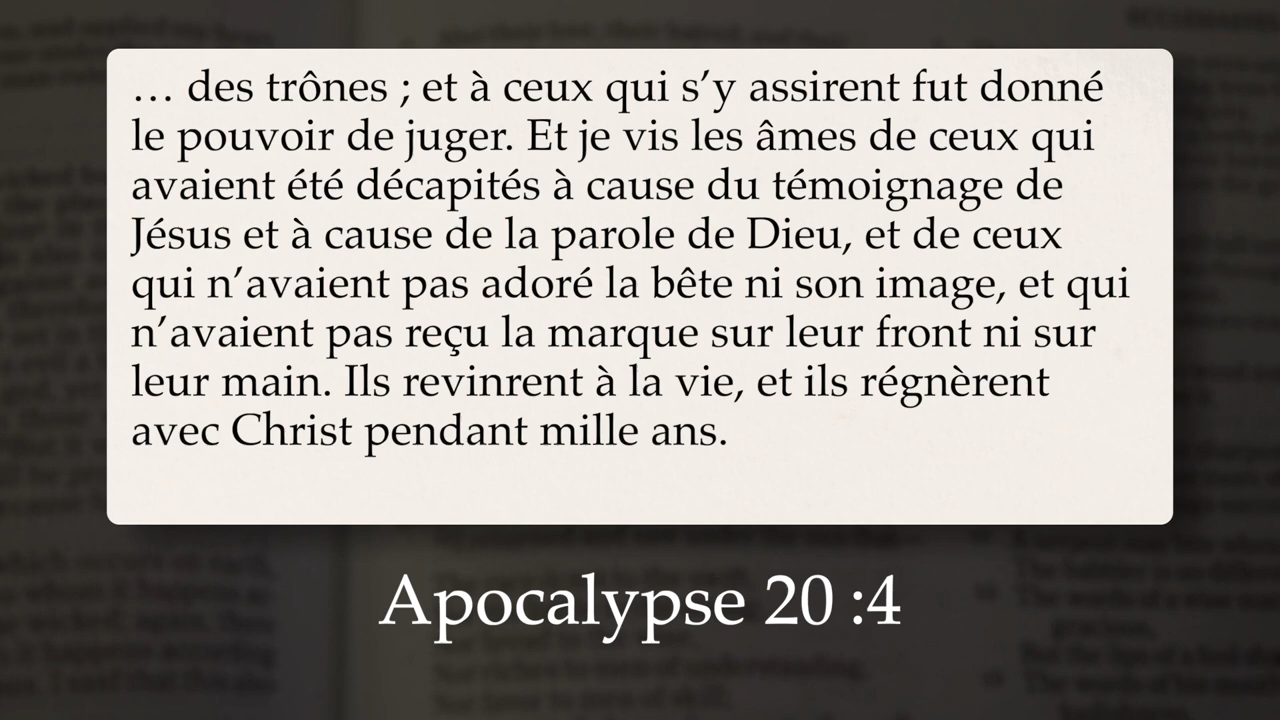 … des trônes ; et à ceux qui s’y assirent fut donné
le pouvoir de juger. Et je vis les âmes de ceux qui
avaient été décapités à cause du témoignage de
Jésus et à cause de la parole de Dieu, et de ceux
qui n’avaient pas adoré la bête ni son image, et qui
n’avaient pas reçu la marque sur leur front ni sur
leur main. Ils revinrent à la vie, et ils régnèrent
avec Christ pendant mille ans.
Apocalypse 20 :4